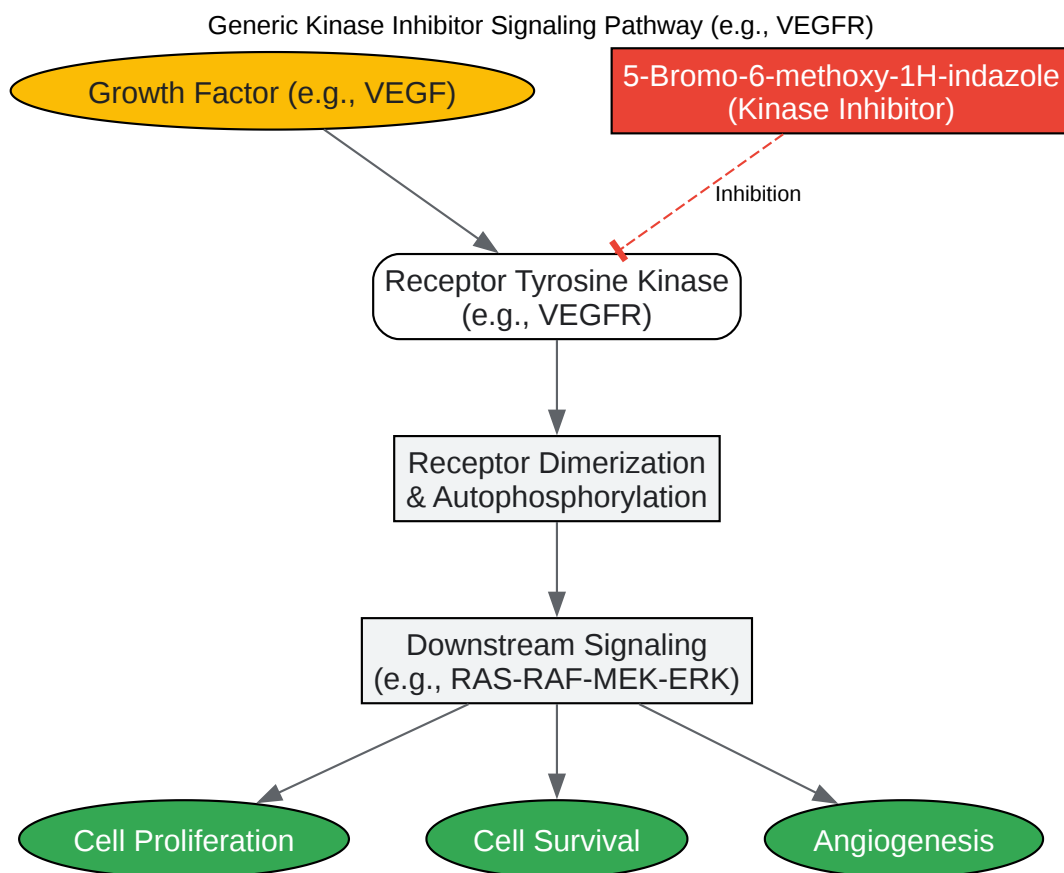 Generic Kinase Inhibitor Signaling Pathway (e.g., VEGFR)
Growth Factor (e.g., VEGF)
5-Bromo-6-methoxy-1H-indazole
(Kinase Inhibitor)
Inhibition
Receptor Tyrosine Kinase
(e.g., VEGFR)
Receptor Dimerization
& Autophosphorylation
Downstream Signaling
(e.g., RAS-RAF-MEK-ERK)
Cell Proliferation
Cell Survival
Angiogenesis